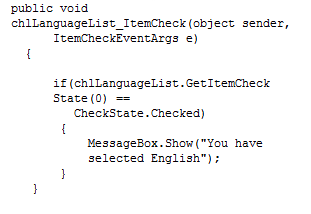 public void
chlLanguageList_ItemCheck(object sender,
ItemCheckEventArgs e)
{
if(chlLanguageList.GetItemCheck
State(0) ==
CheckState.Checked)
{
MessageBox.Show("You have
selected English");
}
}